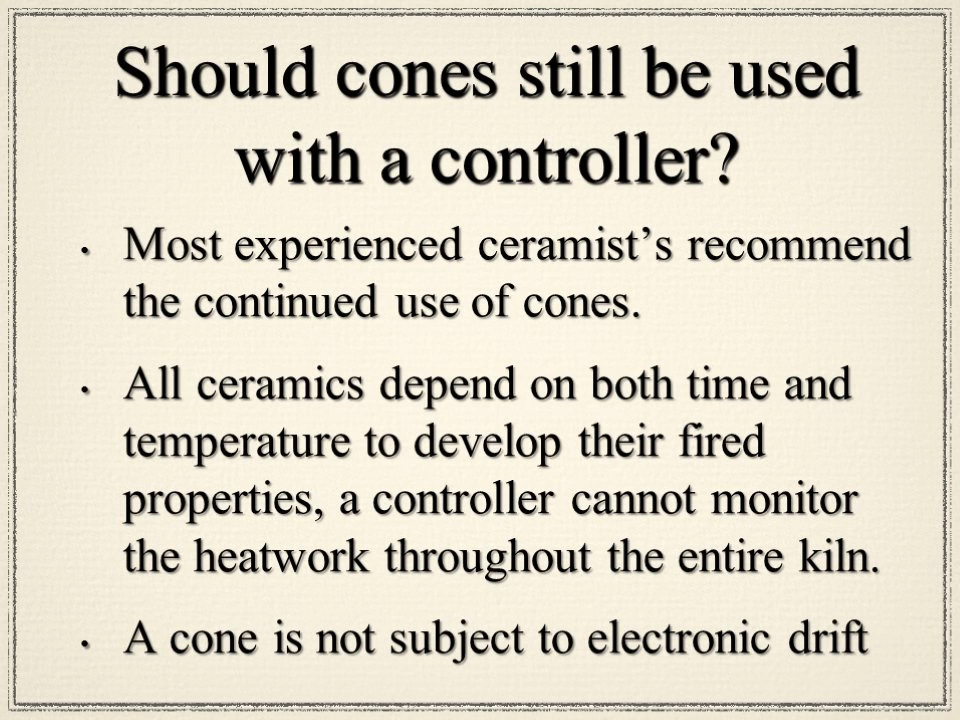 Should cones still be used
with a controller?
• Most experienced ceramist’s recommend
the continued use of cones.
• All ceramics depend on both time and
temperature to develop their fired
properties, a controller cannot monitor
the heatwork throughout the entire kiln.
• A cone is not subject to electronic drift